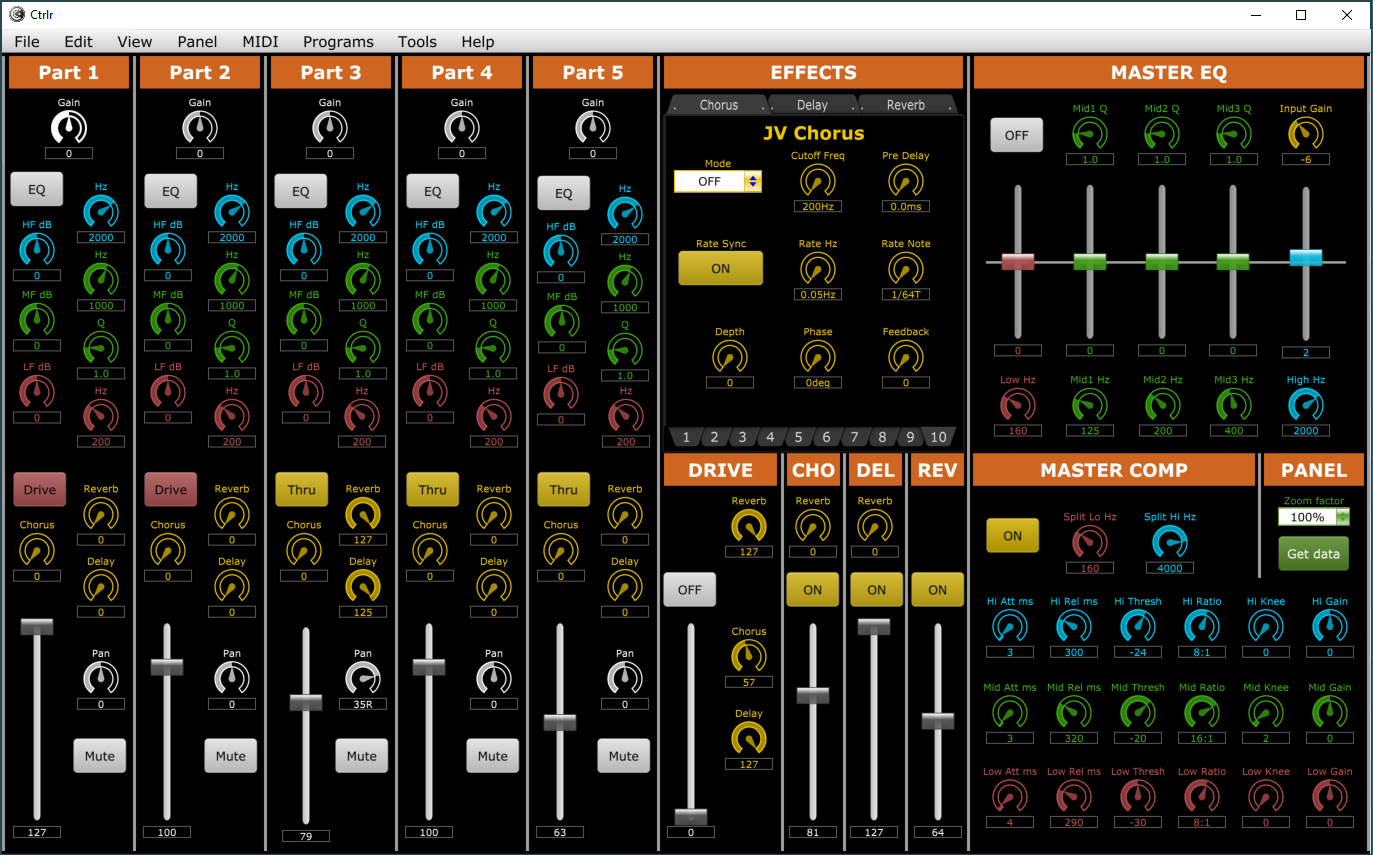 Ctrlr
File Edit View Panel MIDI Programs Tools Help
Part 1
Gain
0
EQ
Hz
2000
HF dB
0
Hz
1000
MF dB
0
Q
1.0
LF dB
0
Hz
200
Drive
Reverb
0
Chorus
0
Delay
0
Pan
0
Mute
127
Part 2
Gain
0
EQ
Hz
2000
HF dB
0
Hz
1000
MF dB
0
Q
1.0
LF dB
0
Hz
200
Drive
Reverb
0
Chorus
0
Delay
0
Pan
0
Mute
100
Part 3
Gain
0
EQ
Hz
2000
HF dB
0
Hz
1000
MF dB
0
Q
1.0
LF dB
0
Hz
200
Thru
Reverb
127
Chorus
0
Delay
125
Pan
35R
Mute
79
Part 4
Gain
0
EQ
Hz
2000
HF dB
0
Hz
1000
MF dB
0
Q
1.0
LF dB
0
Hz
200
Thru
Reverb
0
Chorus
0
Delay
0
Pan
0
Mute
100
Part 5
Gain
0
EQ
Hz
2000
HF dB
0
Hz
1000
MF dB
0
Q
1.0
LF dB
0
Hz
200
Thru
Reverb
0
Chorus
0
Delay
0
Pan
0
Mute
63
EFFECTS
Chorus Delay Reverb
JV Chorus
Mode Cutoff Freq Pre Delay
OFF
200Hz 0.0ms
Rate Sync Rate Hz Rate Note
ON
0.05Hz 1/64T
Depth Phase Feedback
0 0deg 0
1 2 3 4 5 6 7 8 9 10
DRIVE
Reverb
127
OFF
Chorus
57
Delay
127
0
CHO
Reverb
0
ON
81
DEL
Reverb
0
ON
127
REV
ON
64
MASTER EQ
OFF
Mid1 Q Mid2 Q Mid3 Q Input Gain
1.0 1.0 1.0 -6
0 0 0 0 2
Low Hz Mid1 Hz Mid2 Hz Mid3 Hz High Hz
160 125 200 400 2000
MASTER COMP
ON
Split Lo Hz Split Hi Hz
160 4000
PANEL
Zoom factor
100%
Get data
Hi Att ms Hi Rel ms Hi Thresh Hi Ratio Hi Knee Hi Gain
3 300 -24 8:1 0 0
Mid Att ms Mid Rel ms Mid Thresh Mid Ratio Mid Knee Mid Gain
3 320 -20 16:1 2 0
Low Att ms Low Rel ms Low Thresh Low Ratio Low Knee Low Gain
4 290 -30 8:1 0 0